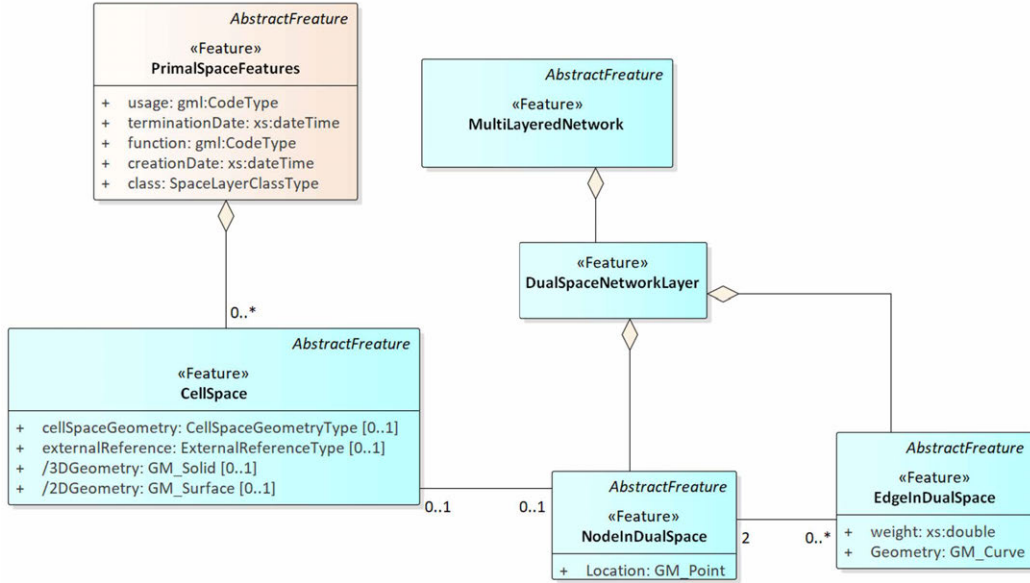 AbstractFreature
«Feature»
PrimalSpaceFeatures
+ usage: gml:CodeType
+ terminationDate: xs:dateTime
+ function: gml:CodeType
+ creationDate: xs:dateTime
+ class: SpaceLayerClassType
AbstractFreature
«Feature»
MultiLayeredNetwork
«Feature»
DualSpaceNetworkLayer
0..*
AbstractFreature
«Feature»
CellSpace
+ cellSpaceGeometry: CellSpaceGeometryType [0..1]
+ externalReference: ExternalReferenceType [0..1]
+ /3DGeometry: GM_Solid [0..1]
+ /2DGeometry: GM_Surface [0..1]
0..1
0..1
AbstractFreature
«Feature»
NodeInDualSpace
+ Location: GM_Point
2
0..*
AbstractFreature
«Feature»
EdgeInDualSpace
+ weight: xs:double
+ Geometry: GM_Curve